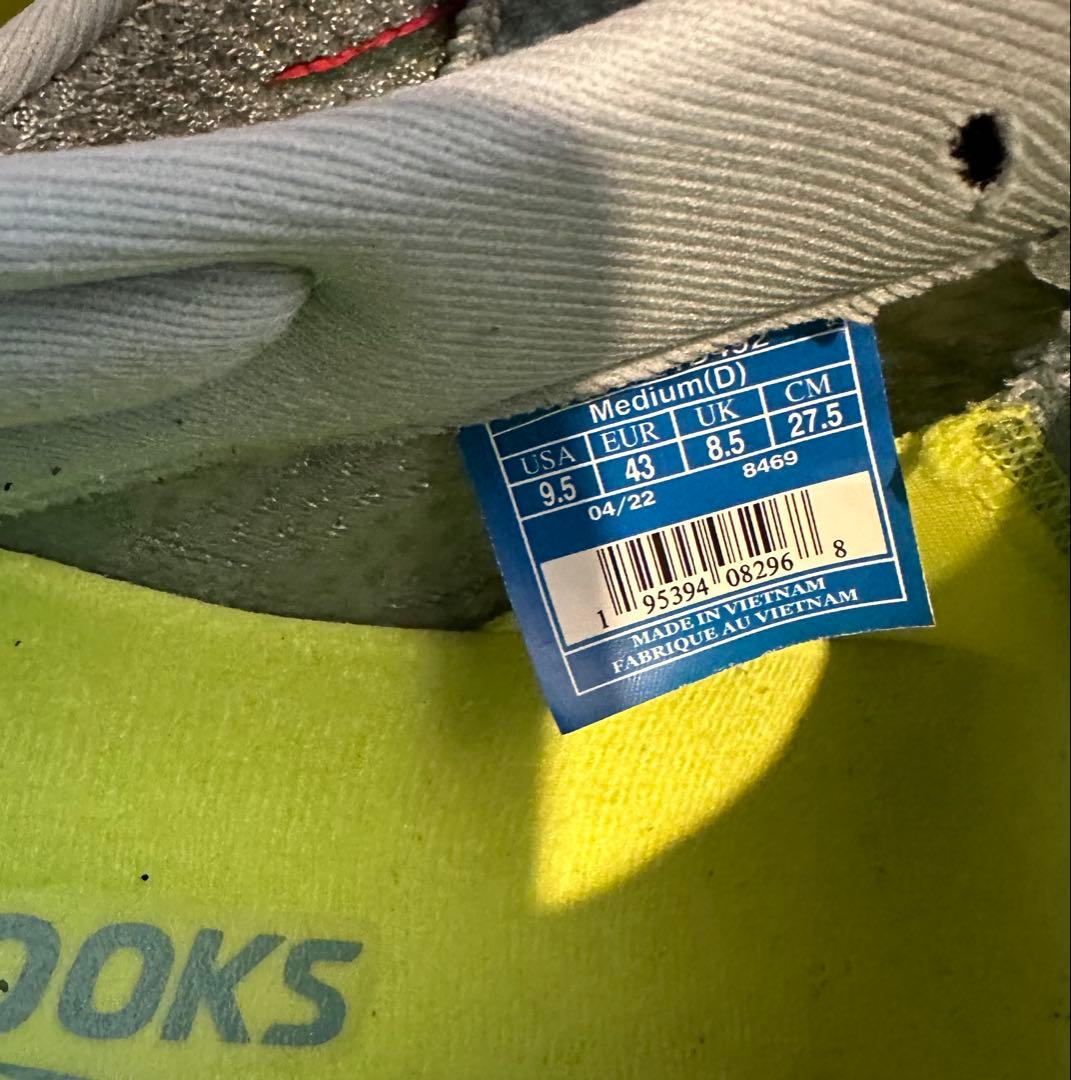 Medium(D)
USA EUR UK CM
9.5 43 8.5 27.5
04/22 8469
1 95394 08296 8
MADE IN VIETNAM
FABRIQUE AU VIETNAM
OOKS